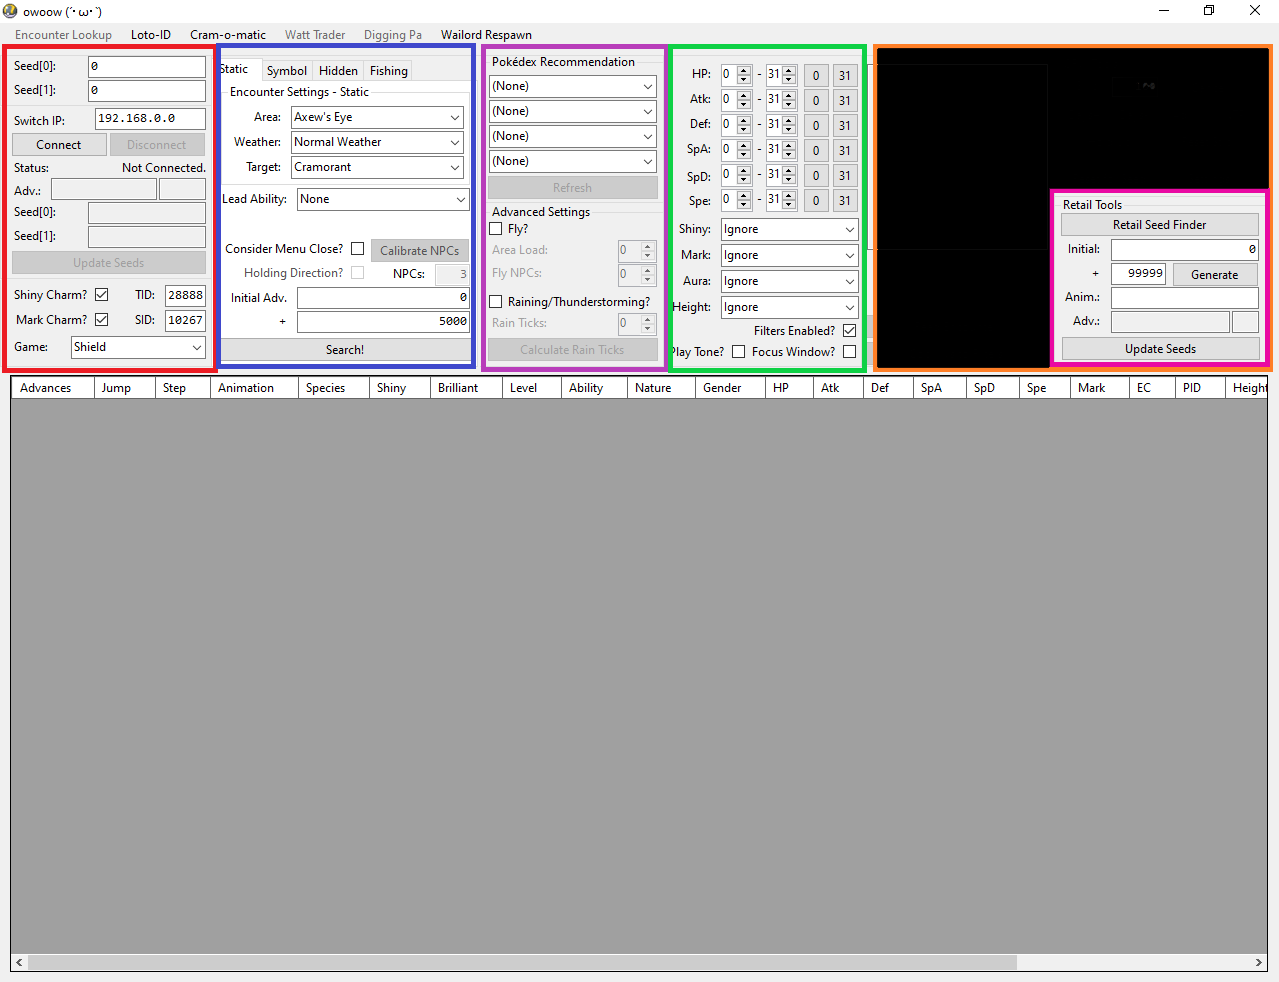 owoow (´･ω･`)
Encounter Lookup Loto-ID Cram-o-matic Watt Trader Digging Pa Wailord Respawn
Seed[0]: 0
Seed[1]: 0
Switch IP: 192.168.0.0
Connect Disconnect
Status: Not Connected.
Adv.:
Seed[0]:
Seed[1]:
Update Seeds
Shiny Charm? TID: 28888
Mark Charm? SID: 10267
Game: Shield
Static Symbol Hidden Fishing
Encounter Settings - Static
Area: Axew's Eye
Weather: Normal Weather
Target: Cramorant
Lead Ability: None
Consider Menu Close? Calibrate NPCs
Holding Direction? NPCs: 3
Initial Adv. 0
+ 5000
Search!
Pokédex Recommendation
(None)
(None)
(None)
(None)
Refresh
Advanced Settings
Fly?
Area Load: 0
Fly NPCs: 0
Raining/Thunderstorming?
Rain Ticks: 0
Calculate Rain Ticks
HP: 0 - 31 0 31
Atk: 0 - 31 0 31
Def: 0 - 31 0 31
SpA: 0 - 31 0 31
SpD: 0 - 31 0 31
Spe: 0 - 31 0 31
Shiny: Ignore
Mark: Ignore
Aura: Ignore
Height: Ignore
Filters Enabled?
Play Tone? Focus Window?
Retail Tools
Retail Seed Finder
Initial: 0
+ 99999 Generate
Anim.:
Adv.:
Update Seeds
Advances Jump Step Animation Species Shiny Brilliant Level Ability Nature Gender HP Atk Def SpA SpD Spe Mark EC PID Height